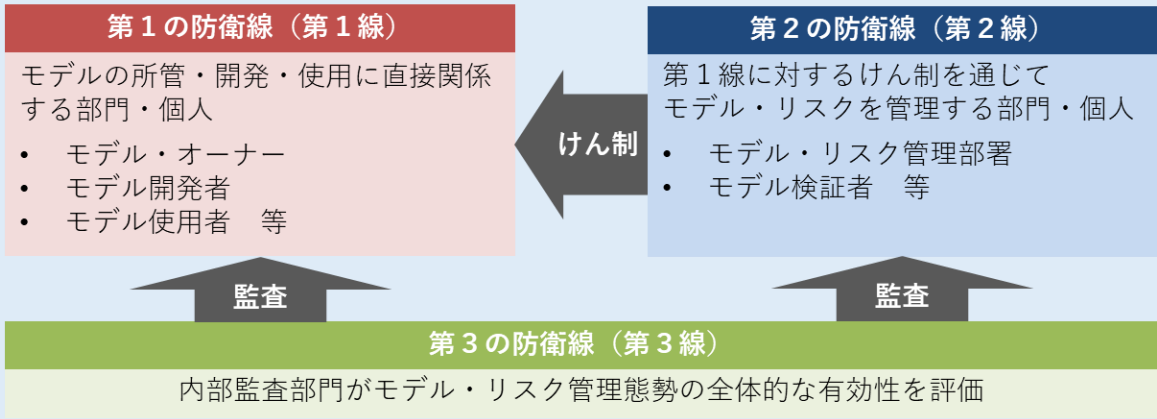 第１の防衛線（第１線）
モデルの所管・開発・使用に直接関係
する部門・個人
• モデル・オーナー
• モデル開発者
• モデル使用者　等
けん制
第２の防衛線（第２線）
第１線に対するけん制を通じて
モデル・リスクを管理する部門・個人
• モデル・リスク管理部署
• モデル検証者　等
監査
監査
第３の防衛線（第３線）
内部監査部門がモデル・リスク管理態勢の全体的な有効性を評価